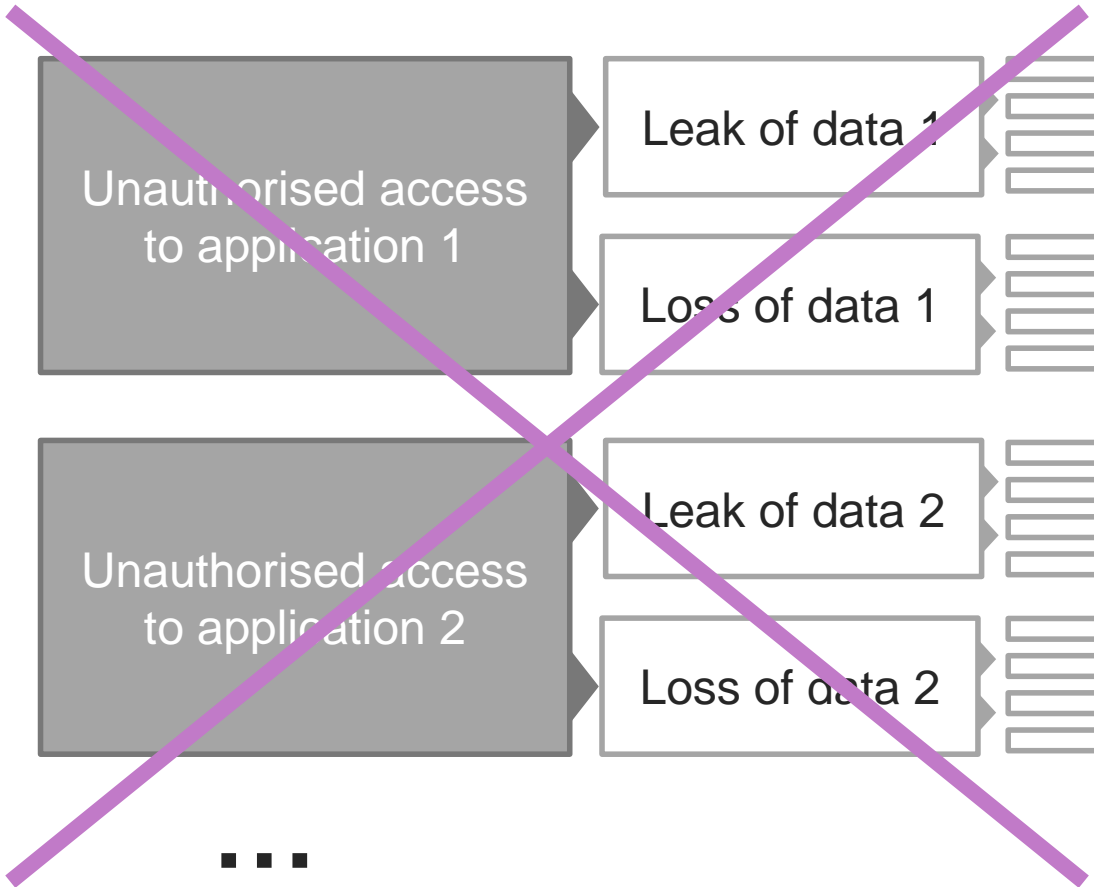 Unauthorised access
to application 1
Leak of data 1
Loss of data 1
Unauthorised access
to application 2
Leak of data 2
Loss of data 2
...